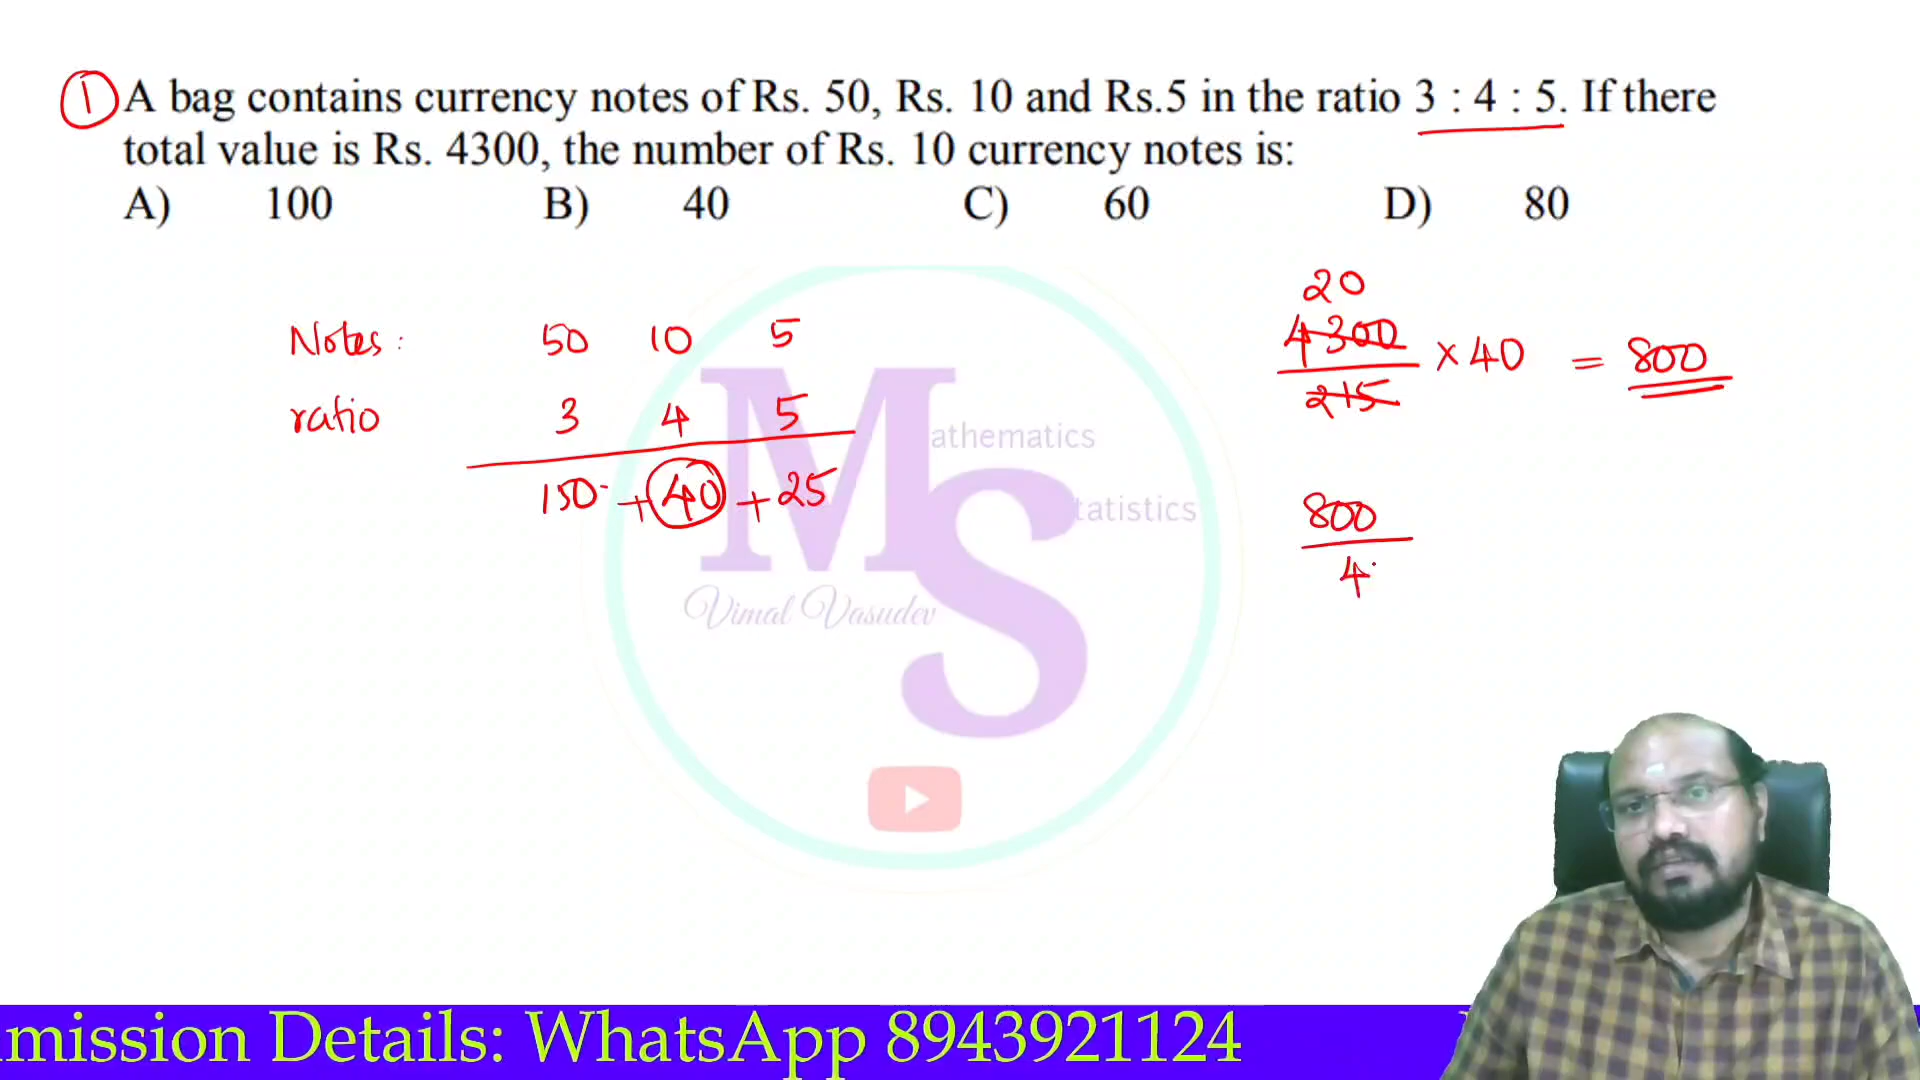 ① A bag contains currency notes of Rs. 50, Rs. 10 and Rs.5 in the ratio 3 : 4 : 5. If there
total value is Rs. 4300, the number of Rs. 10 currency notes is:
A) 100 B) 40 C) 60 D) 80
Notes: 50 10 5
ratio 3 4 5
150 + 40 + 25
20
4300
215
× 40 = 800
800
4
M
athematics
S
tatistics
Vimal Vasudev
mission Details: WhatsApp 8943921124